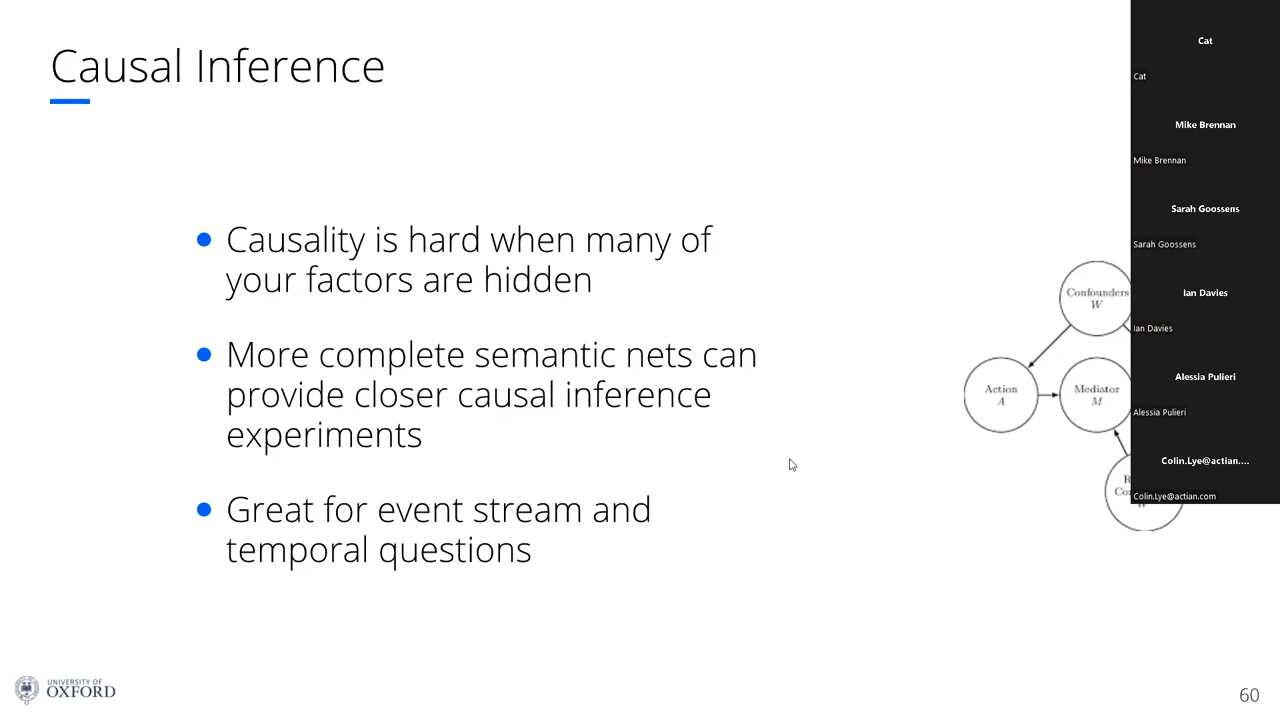 Causal Inference
Causality is hard when many of
your factors are hidden
More complete semantic nets can
provide closer causal inference
experiments
Great for event stream and
temporal questions
Confounders
W
Action
A
Mediator
M
Cat
Cat
Mike Brennan
Mike Brennan
Sarah Goossens
Sarah Goossens
Ian Davies
Ian Davies
Alessia Pulieri
Alessia Pulieri
Colin.Lye@actian....
Colin.Lye@actian.com
UNIVERSITY OF
OXFORD
60